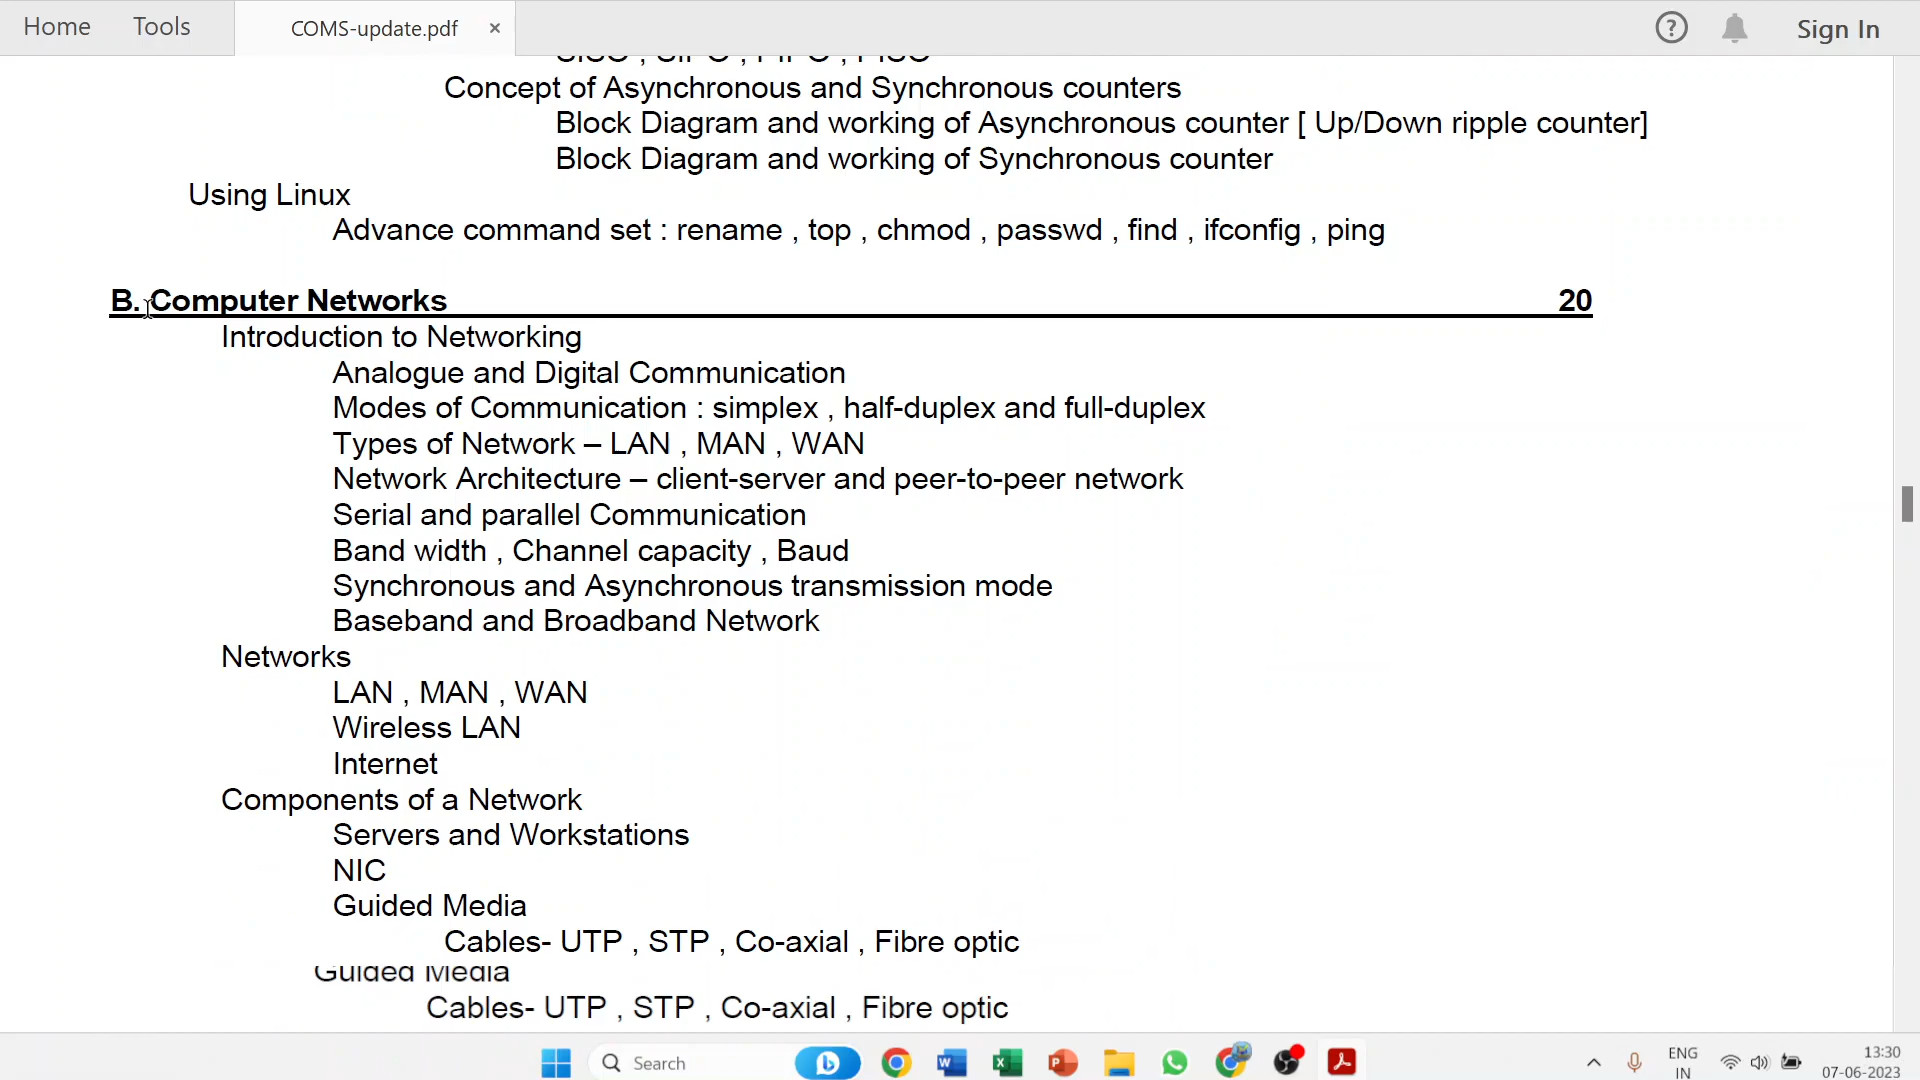 Home Tools COMS-update.pdf × ? Sign In
SISO , SIPO , PIPO , PISO
Concept of Asynchronous and Synchronous counters
Block Diagram and working of Asynchronous counter [ Up/Down ripple counter]
Block Diagram and working of Synchronous counter
Using Linux
Advance command set : rename , top , chmod , passwd , find , ifconfig , ping
B. Computer Networks 20
Introduction to Networking
Analogue and Digital Communication
Modes of Communication : simplex , half-duplex and full-duplex
Types of Network – LAN , MAN , WAN
Network Architecture – client-server and peer-to-peer network
Serial and parallel Communication
Band width , Channel capacity , Baud
Synchronous and Asynchronous transmission mode
Baseband and Broadband Network
Networks
LAN , MAN , WAN
Wireless LAN
Internet
Components of a Network
Servers and Workstations
NIC
Guided Media
Cables- UTP , STP , Co-axial , Fibre optic
Guided Media
Cables- UTP , STP , Co-axial , Fibre optic
Search
ENG
IN
13:30
07-06-2023